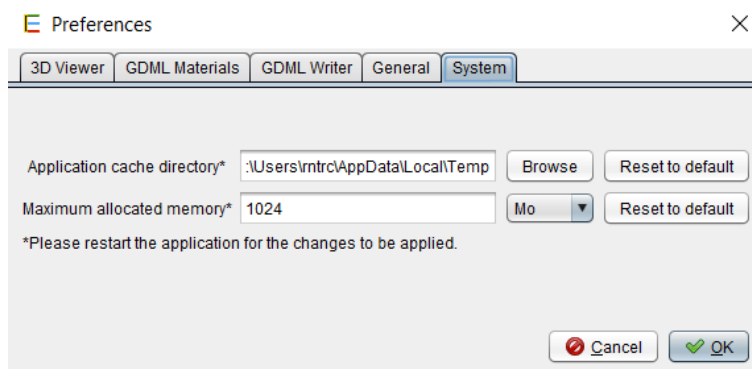 Preferences
3D Viewer GDML Materials GDML Writer General System
Application cache directory* :\Users\rntrc\AppData\Local\Temp Browse Reset to default
Maximum allocated memory* 1024 Mo Reset to default
*Please restart the application for the changes to be applied.
Cancel OK